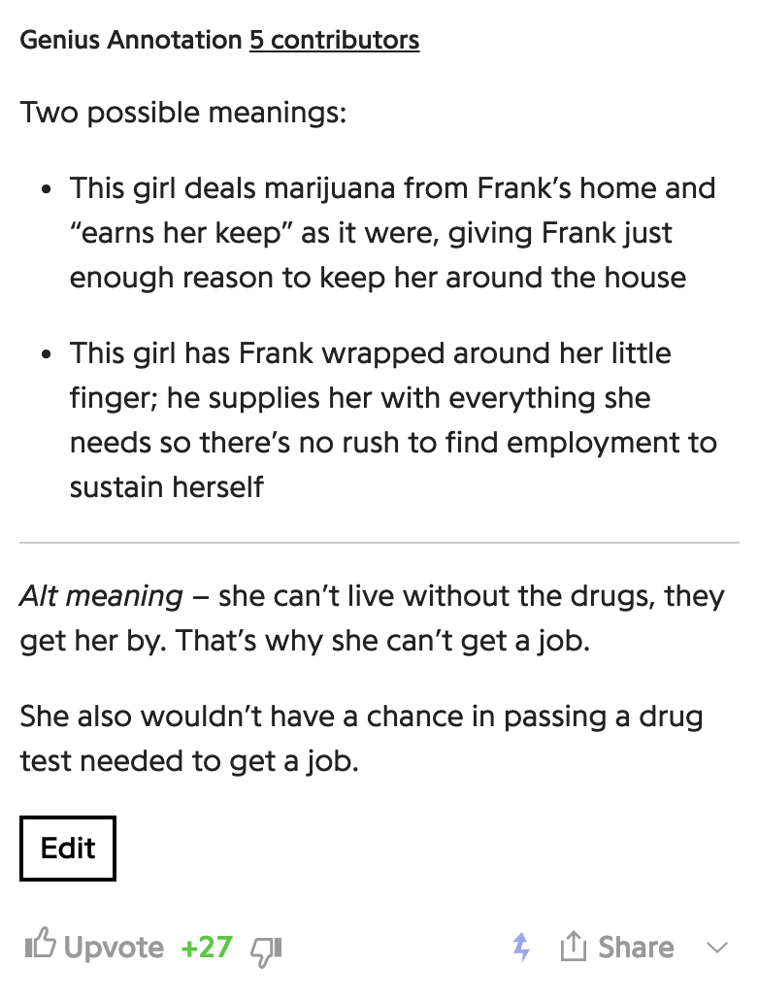 Genius Annotation 5 contributors
Two possible meanings:
• This girl deals marijuana from Frank’s home and
“earns her keep” as it were, giving Frank just
enough reason to keep her around the house
• This girl has Frank wrapped around her little
finger; he supplies her with everything she
needs so there’s no rush to find employment to
sustain herself
Alt meaning – she can’t live without the drugs, they
get her by. That’s why she can’t get a job.
She also wouldn’t have a chance in passing a drug
test needed to get a job.
Edit
Upvote +27 Share